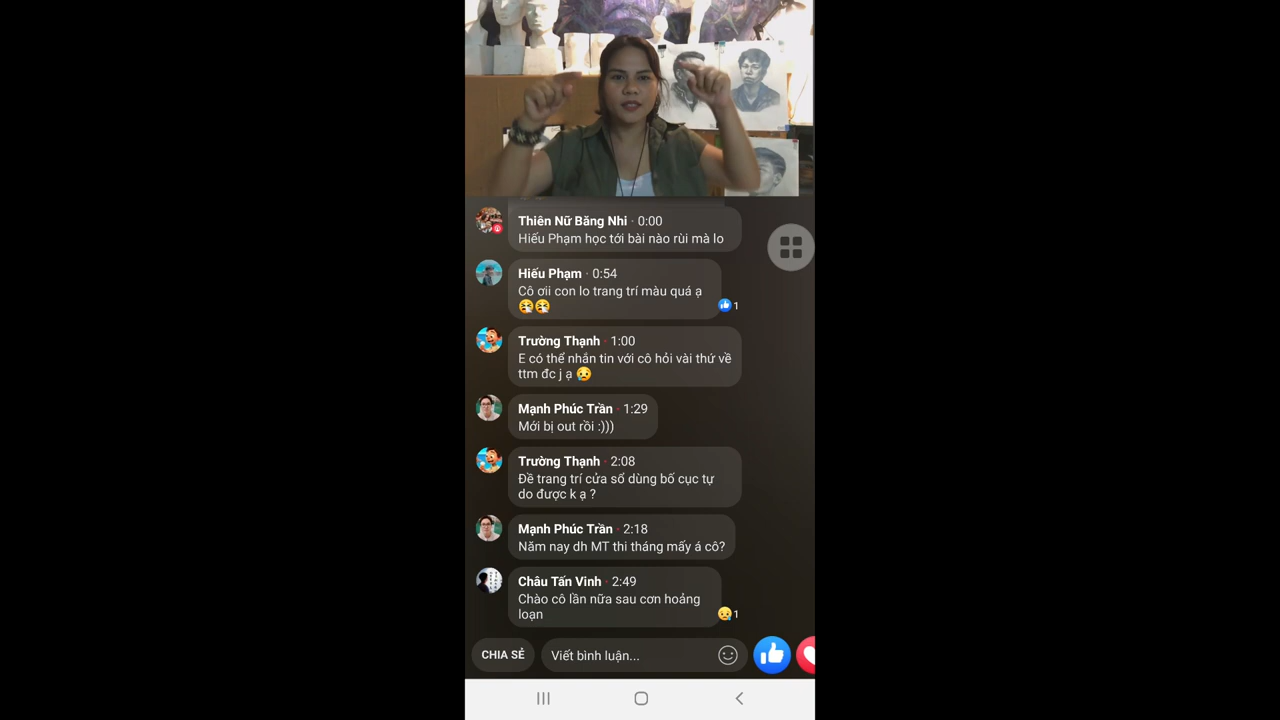 Thiên Nữ Băng Nhi · 0:00
Hiếu Phạm học tới bài nào rùi mà lo
Hiếu Phạm · 0:54
Cô ơii con lo trang trí màu quá ạ
1
Trường Thạnh · 1:00
E có thể nhắn tin với cô hỏi vài thứ về
ttm đc j ạ 😥
Mạnh Phúc Trần · 1:29
Mới bị out rồi :)))
Trường Thạnh · 2:08
Đề trang trí cửa sổ dùng bố cục tự
do được k ạ ?
Mạnh Phúc Trần · 2:18
Năm nay dh MT thi tháng mấy á cô?
Châu Tấn Vinh · 2:49
Chào cô lần nữa sau cơn hoảng
loạn
1
CHIA SẺ
Viết bình luận...